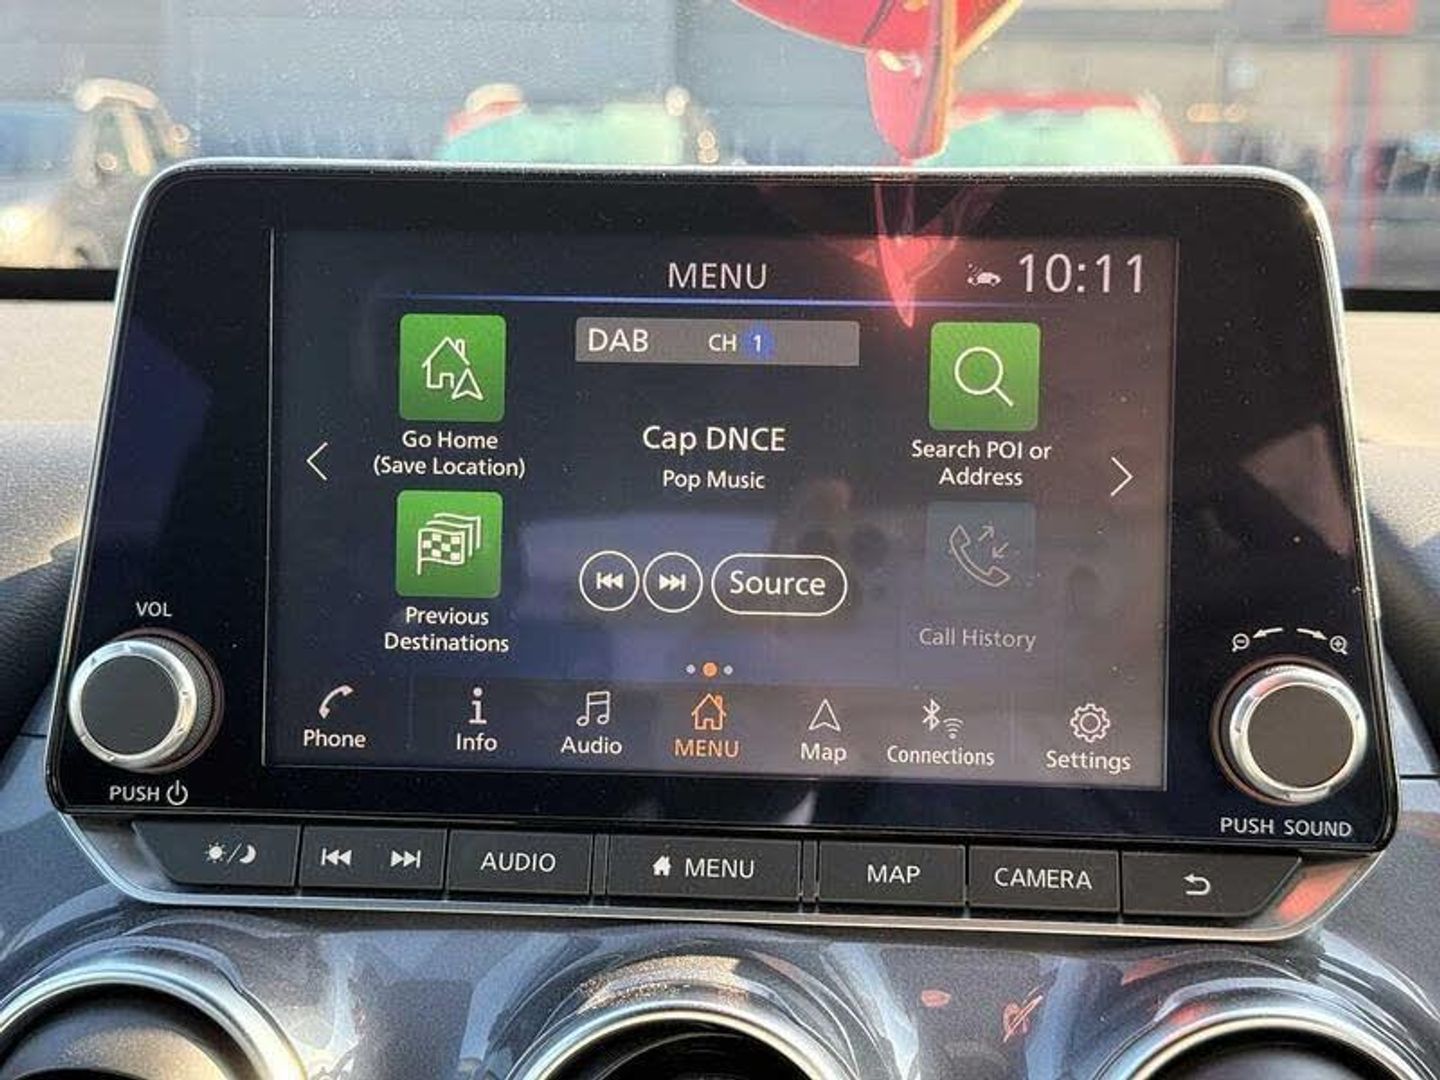 MENU
10:11
DAB CH 1
Go Home
(Save Location)
Cap DNCE
Pop Music
Search POI or
Address
Previous
Destinations
Source
Call History
Phone
Info
Audio
MENU
Map
Connections
Settings
VOL
PUSH
PUSH SOUND
AUDIO
MENU
MAP
CAMERA